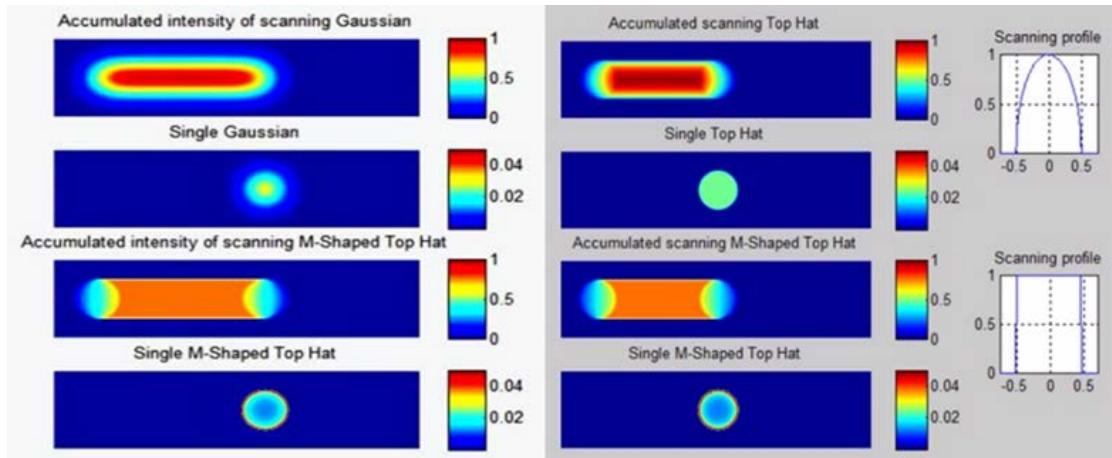 Accumulated intensity of scanning Gaussian
1
0.5
0
Single Gaussian
0.04
0.02
Accumulated intensity of scanning M-Shaped Top Hat
1
0.5
0
Single M-Shaped Top Hat
0.04
0.02
Accumulated scanning Top Hat
1
0.5
0
Single Top Hat
0.04
0.02
Accumulated scanning M-Shaped Top Hat
1
0.5
0
Single M-Shaped Top Hat
0.04
0.02
Scanning profile
1
0.5
0
-0.5 0 0.5
Scanning profile
1
0.5
0
-0.5 0 0.5